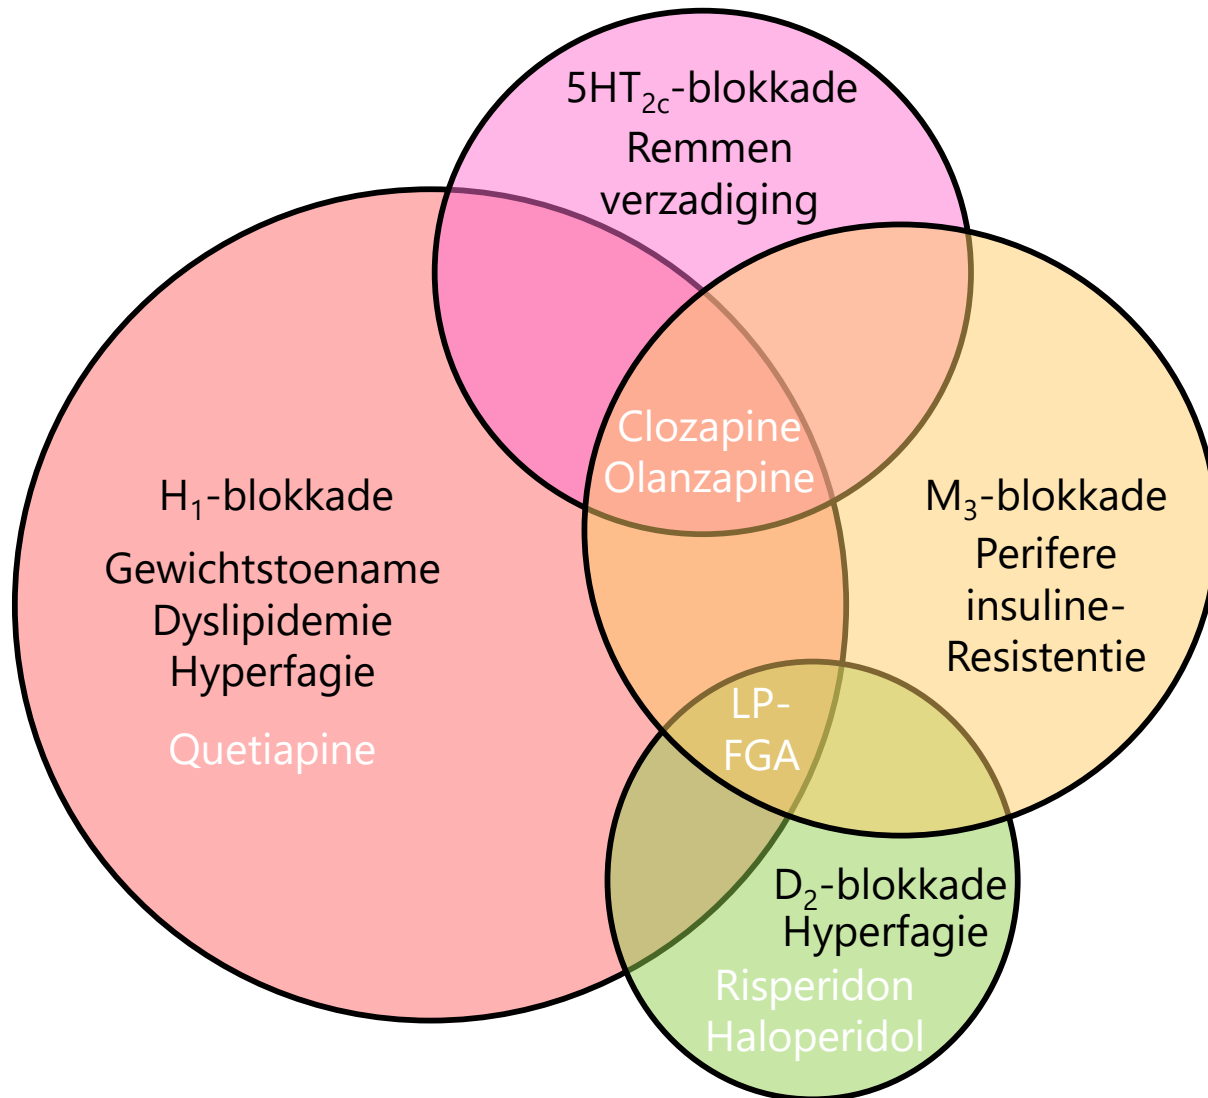 5HT₂c-blokkade
Remmen
verzadiging
Clozapine
Olanzapine
H₁-blokkade
Gewichtstoename
Dyslipidemie
Hyperfagie
Quetiapine
M₃-blokkade
Perifere
insuline-
Resistentie
LP-
FGA
D₂-blokkade
Hyperfagie
Risperidon
Haloperidol